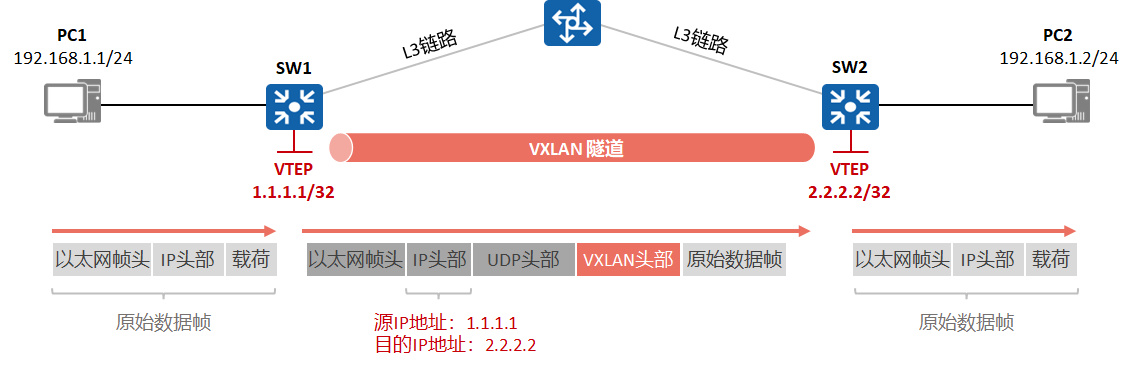 PC1
192.168.1.1/24
SW1
L3链路
L3链路
SW2
PC2
192.168.1.2/24
VXLAN 隧道
VTEP
1.1.1.1/32
VTEP
2.2.2.2/32
以太网帧头 IP头部 载荷
以太网帧头 IP头部 UDP头部 VXLAN头部 原始数据帧
以太网帧头 IP头部 载荷
原始数据帧
源IP地址：1.1.1.1
目的IP地址：2.2.2.2
原始数据帧